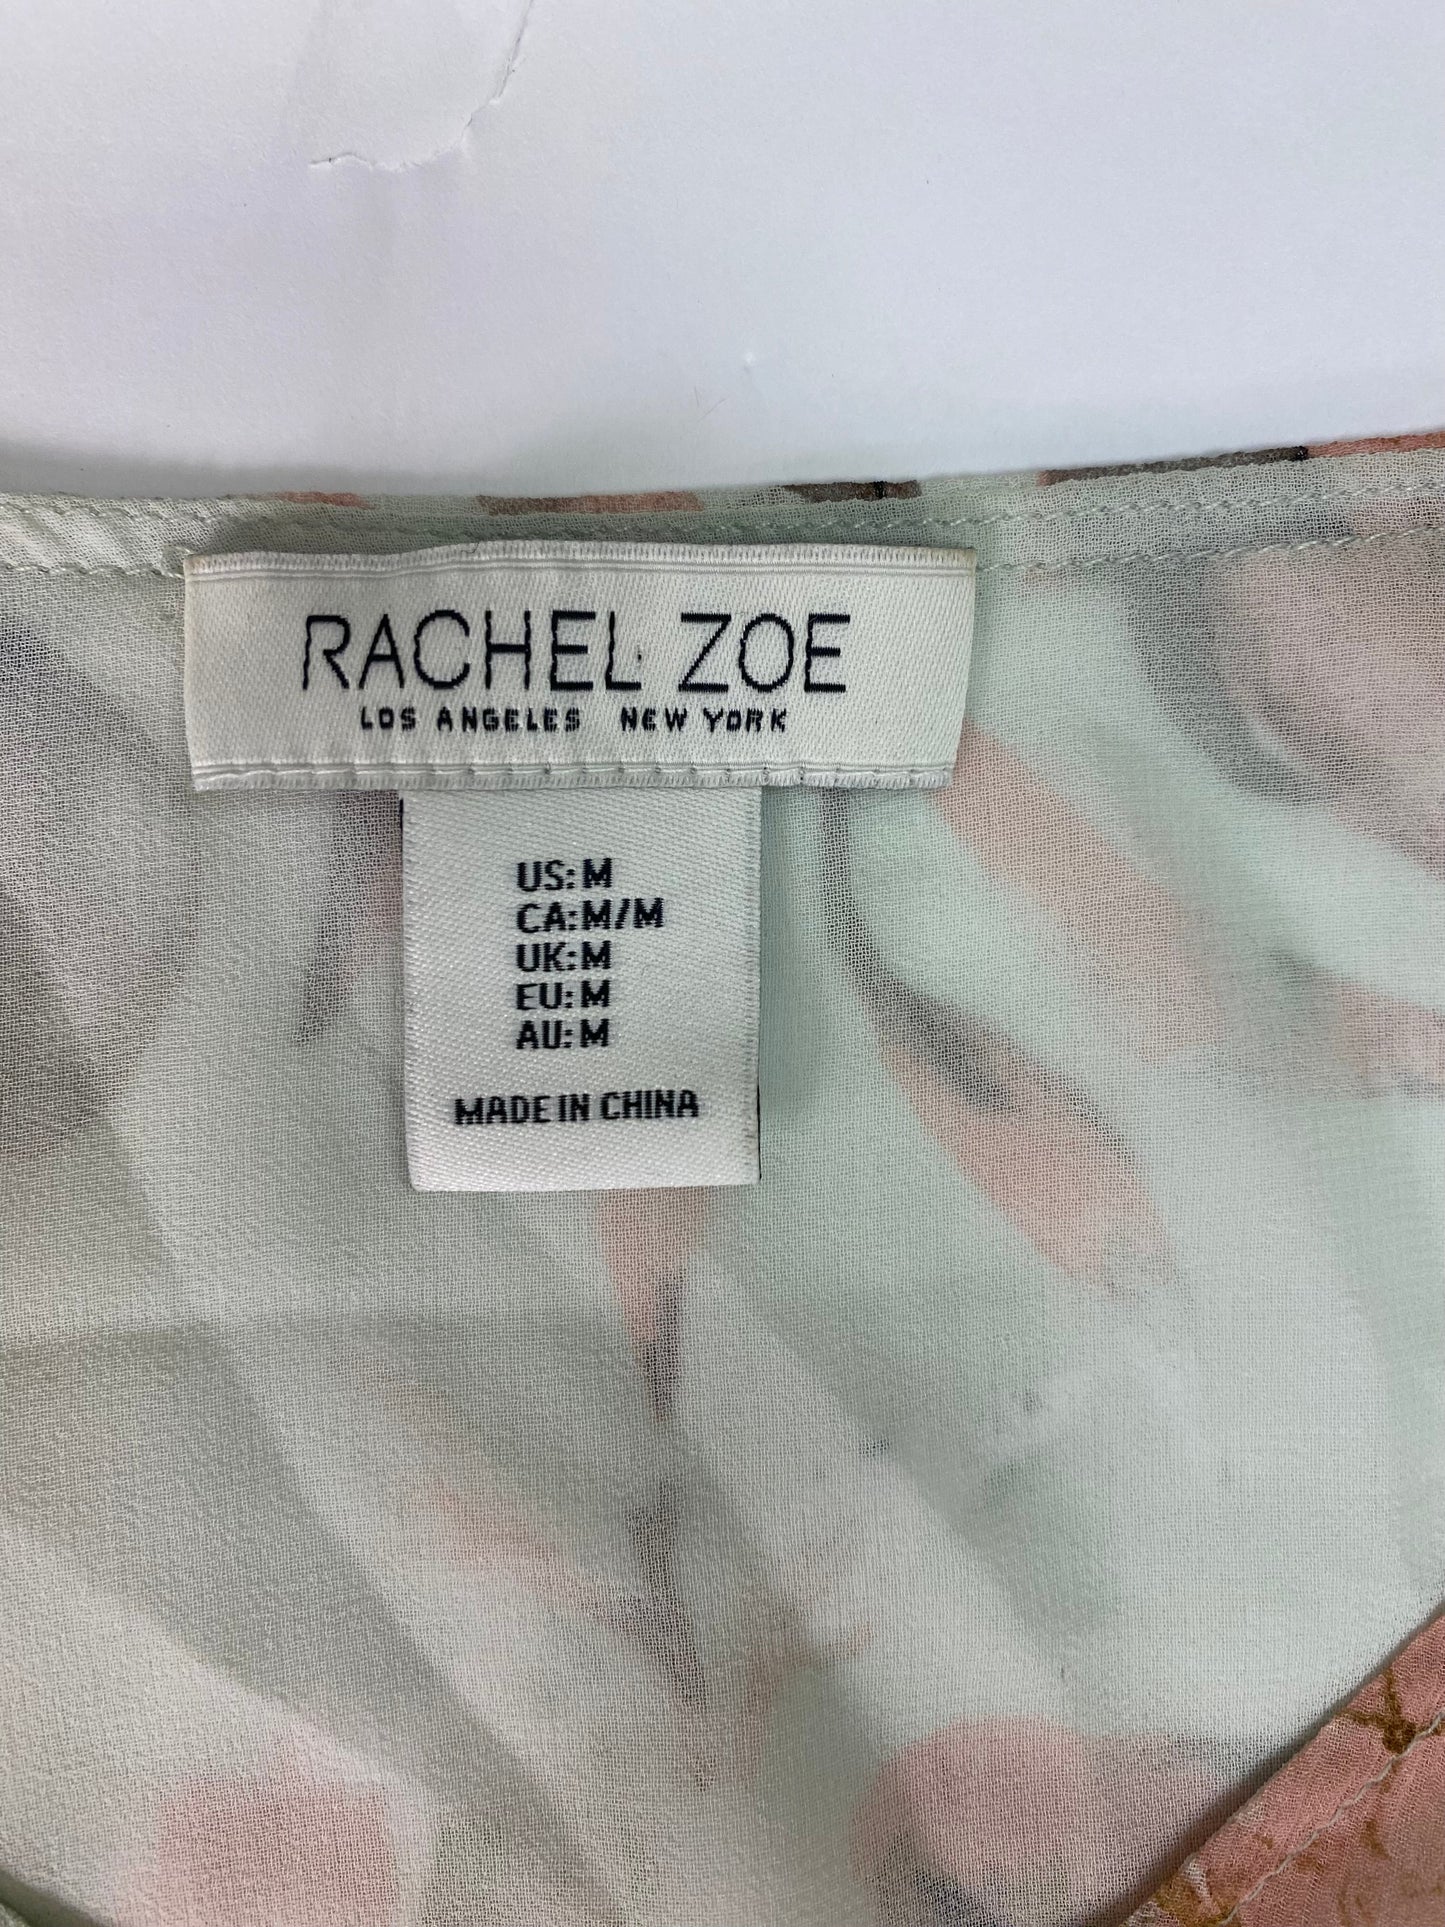 RACHEL ZOE
LOS ANGELES NEW YORK
US: M
CA: M/M
UK: M
EU: M
AU: M
MADE IN CHINA